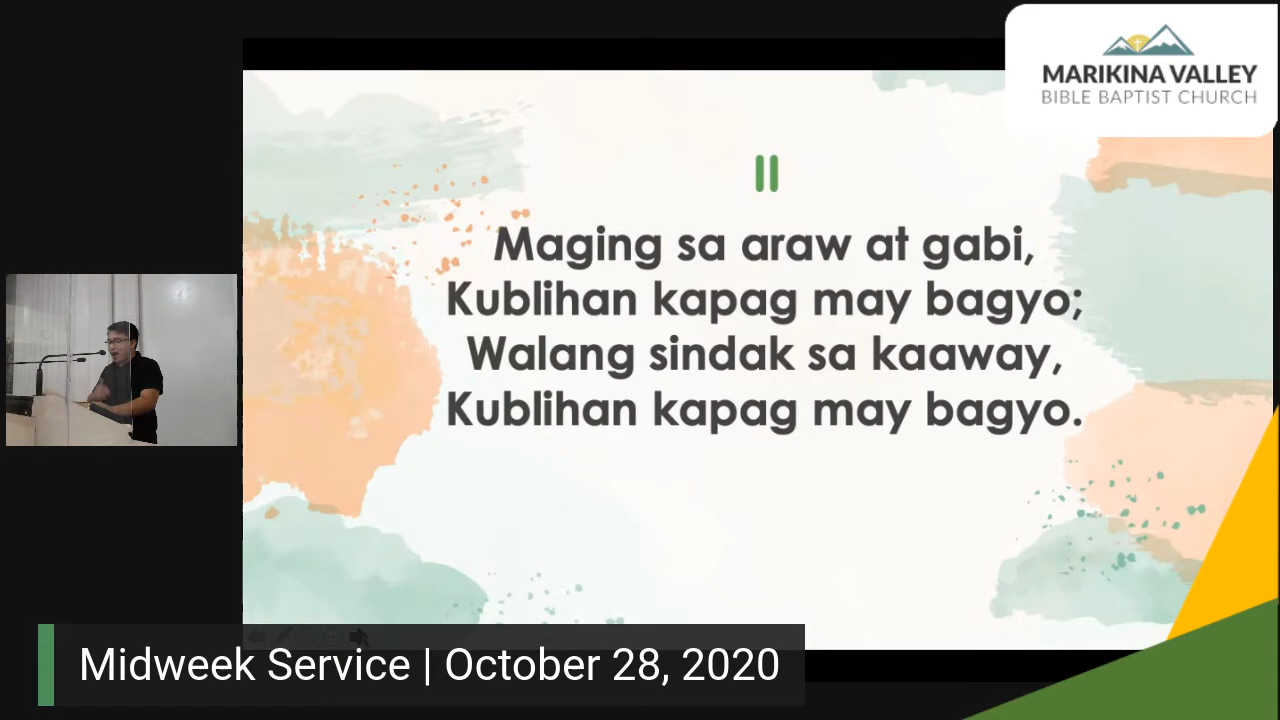 MARIKINA VALLEY
BIBLE BAPTIST CHURCH
II
Maging sa araw at gabi,
Kublihan kapag may bagyo;
Walang sindak sa kaaway,
Kublihan kapag may bagyo.
Midweek Service | October 28, 2020